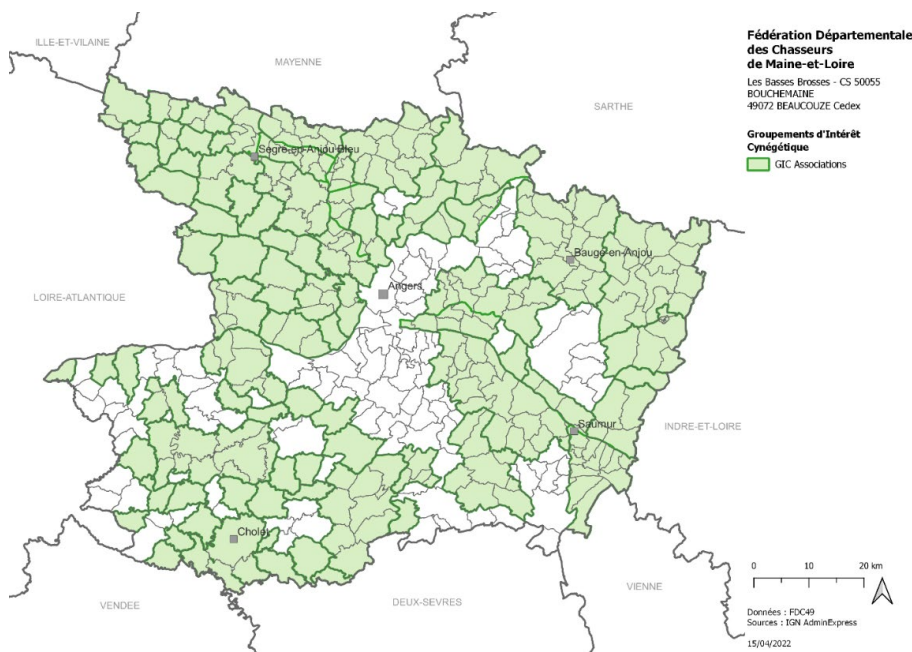 Fédération Départementale
des Chasseurs
de Maine-et-Loire
Les Basses Brosses - CS 50055
BOUCHEMAINE
49072 BEAUCOUZE Cedex
Groupements d'Intérêt
Cynégétique
GIC Associations
ILLE-ET-VILAINE
MAYENNE
SARTHE
Segré-en-Anjou Bleu
Baugé-en-Anjou
Angers
LOIRE-ATLANTIQUE
Saumur
INDRE-ET-LOIRE
Cholet
VENDEE
DEUX-SEVRES
VIENNE
0 10 20 km
Données : FDC49
Sources : IGN AdminExpress
15/04/2022